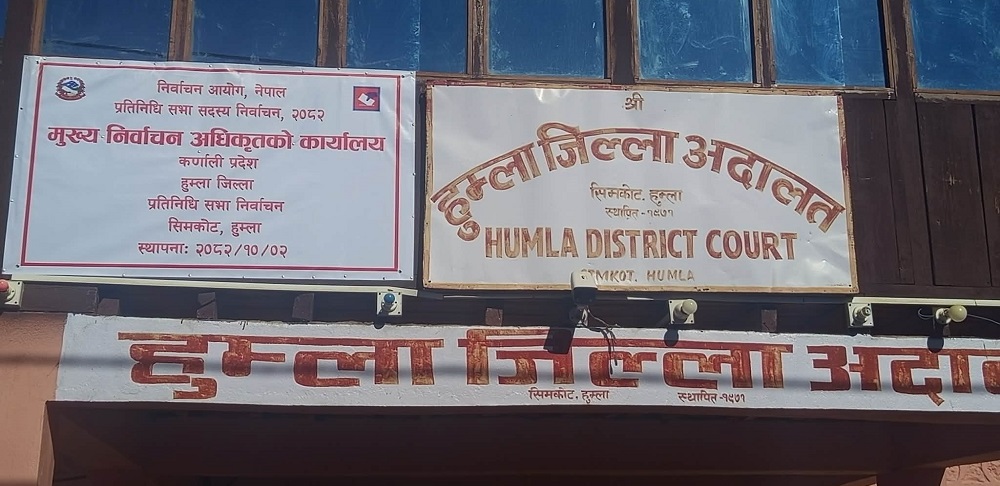 निर्वाचन आयोग, नेपाल
प्रतिनिधि सभा सदस्य निर्वाचन, २०८२
मुख्य निर्वाचन अधिकृतको कार्यालय
कर्णाली प्रदेश
हुम्ला जिल्ला
प्रतिनिधि सभा निर्वाचन
सिमकोट, हुम्ला
स्थापना: २०८२/१०/०२
श्री
हुम्ला जिल्ला अदालत
सिमकोट, हुम्ला
स्थापित -१९७१
HUMLA DISTRICT COURT
SIMKOT, HUMLA
हुम्ला जिल्ला अदा
सिमकोट, हुम्ला स्थापित -१९७१